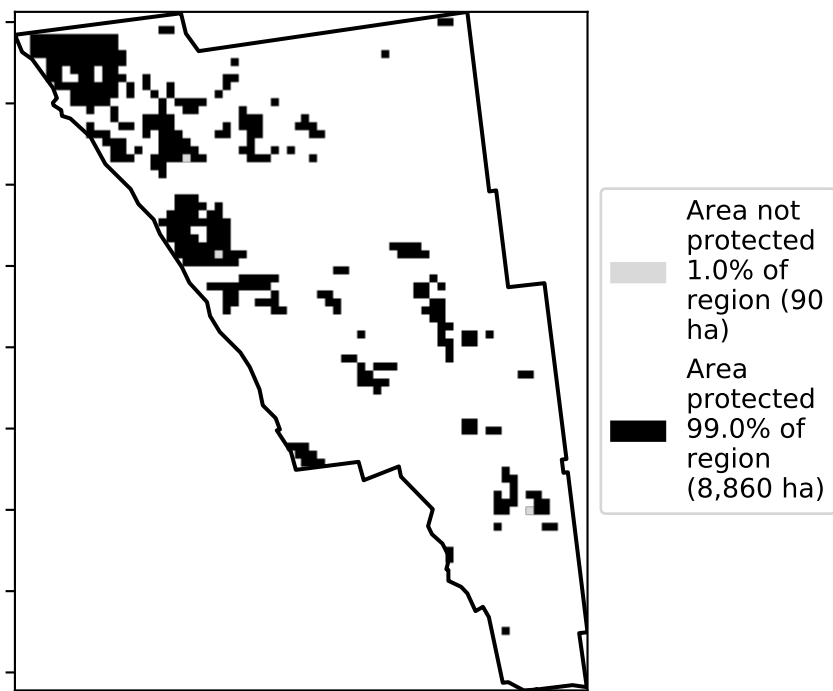 Area not
protected
1.0% of
region (90
ha)
Area
protected
99.0% of
region
(8,860 ha)